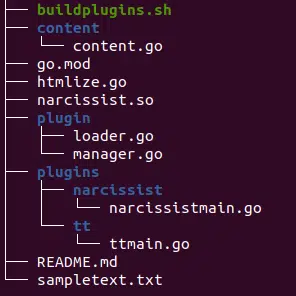 buildplugins.sh
content
content.go
go.mod
htmlize.go
narcissist.so
plugin
loader.go
manager.go
plugins
narcissist
narcissistmain.go
tt
ttmain.go
README.md
sampletext.txt